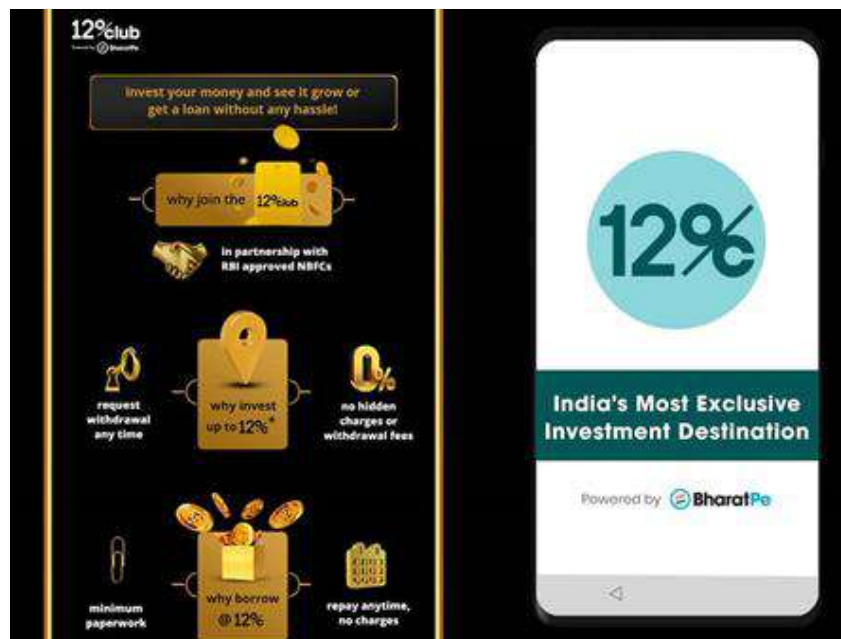 12%club
Powered by BharatPe
Invest your money and see it grow or
get a loan without any hassle!
why join the 12%club
in partnership with
RBI approved NBFCs
request
withdrawal
any time
why invest
up to 12%*
0%
no hidden
charges or
withdrawal fees
minimum
paperwork
why borrow
@ 12%
repay anytime,
no charges
12%c
India's Most Exclusive
Investment Destination
Powered by BharatPe